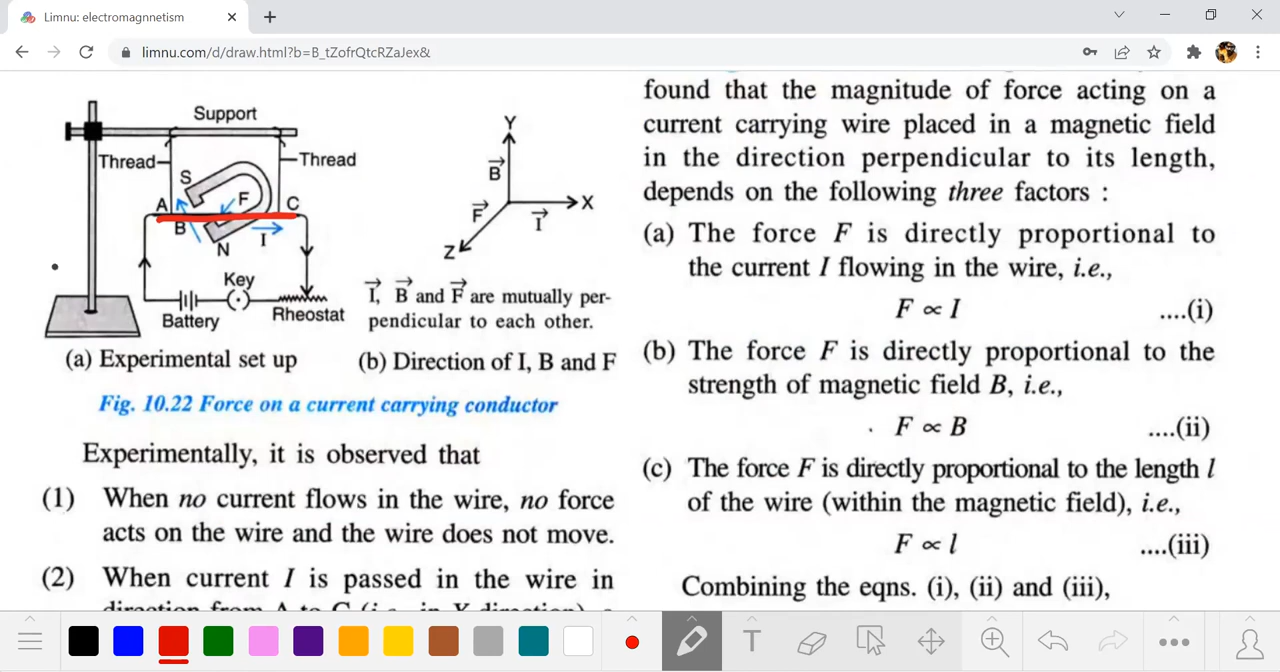 Limnu: electromagnnetism
limnu.com/d/draw.html?b=B_tZofrQtcRZaJex&
Support
Thread
Thread
S
F
A
C
B
N
I
Key
Battery
Rheostat
Y
B
X
F
I
Z
I, B and F are mutually per-
pendicular to each other.
(a) Experimental set up
(b) Direction of I, B and F
Fig. 10.22 Force on a current carrying conductor
Experimentally, it is observed that
(1) When no current flows in the wire, no force
acts on the wire and the wire does not move.
(2) When current I is passed in the wire in
found that the magnitude of force acting on a
current carrying wire placed in a magnetic field
in the direction perpendicular to its length,
depends on the following three factors :
(a) The force F is directly proportional to
the current I flowing in the wire, i.e.,
F ∝ I ....(i)
(b) The force F is directly proportional to the
strength of magnetic field B, i.e.,
F ∝ B ....(ii)
(c) The force F is directly proportional to the length l
of the wire (within the magnetic field), i.e.,
F ∝ l ....(iii)
Combining the eqns. (i), (ii) and (iii),
T